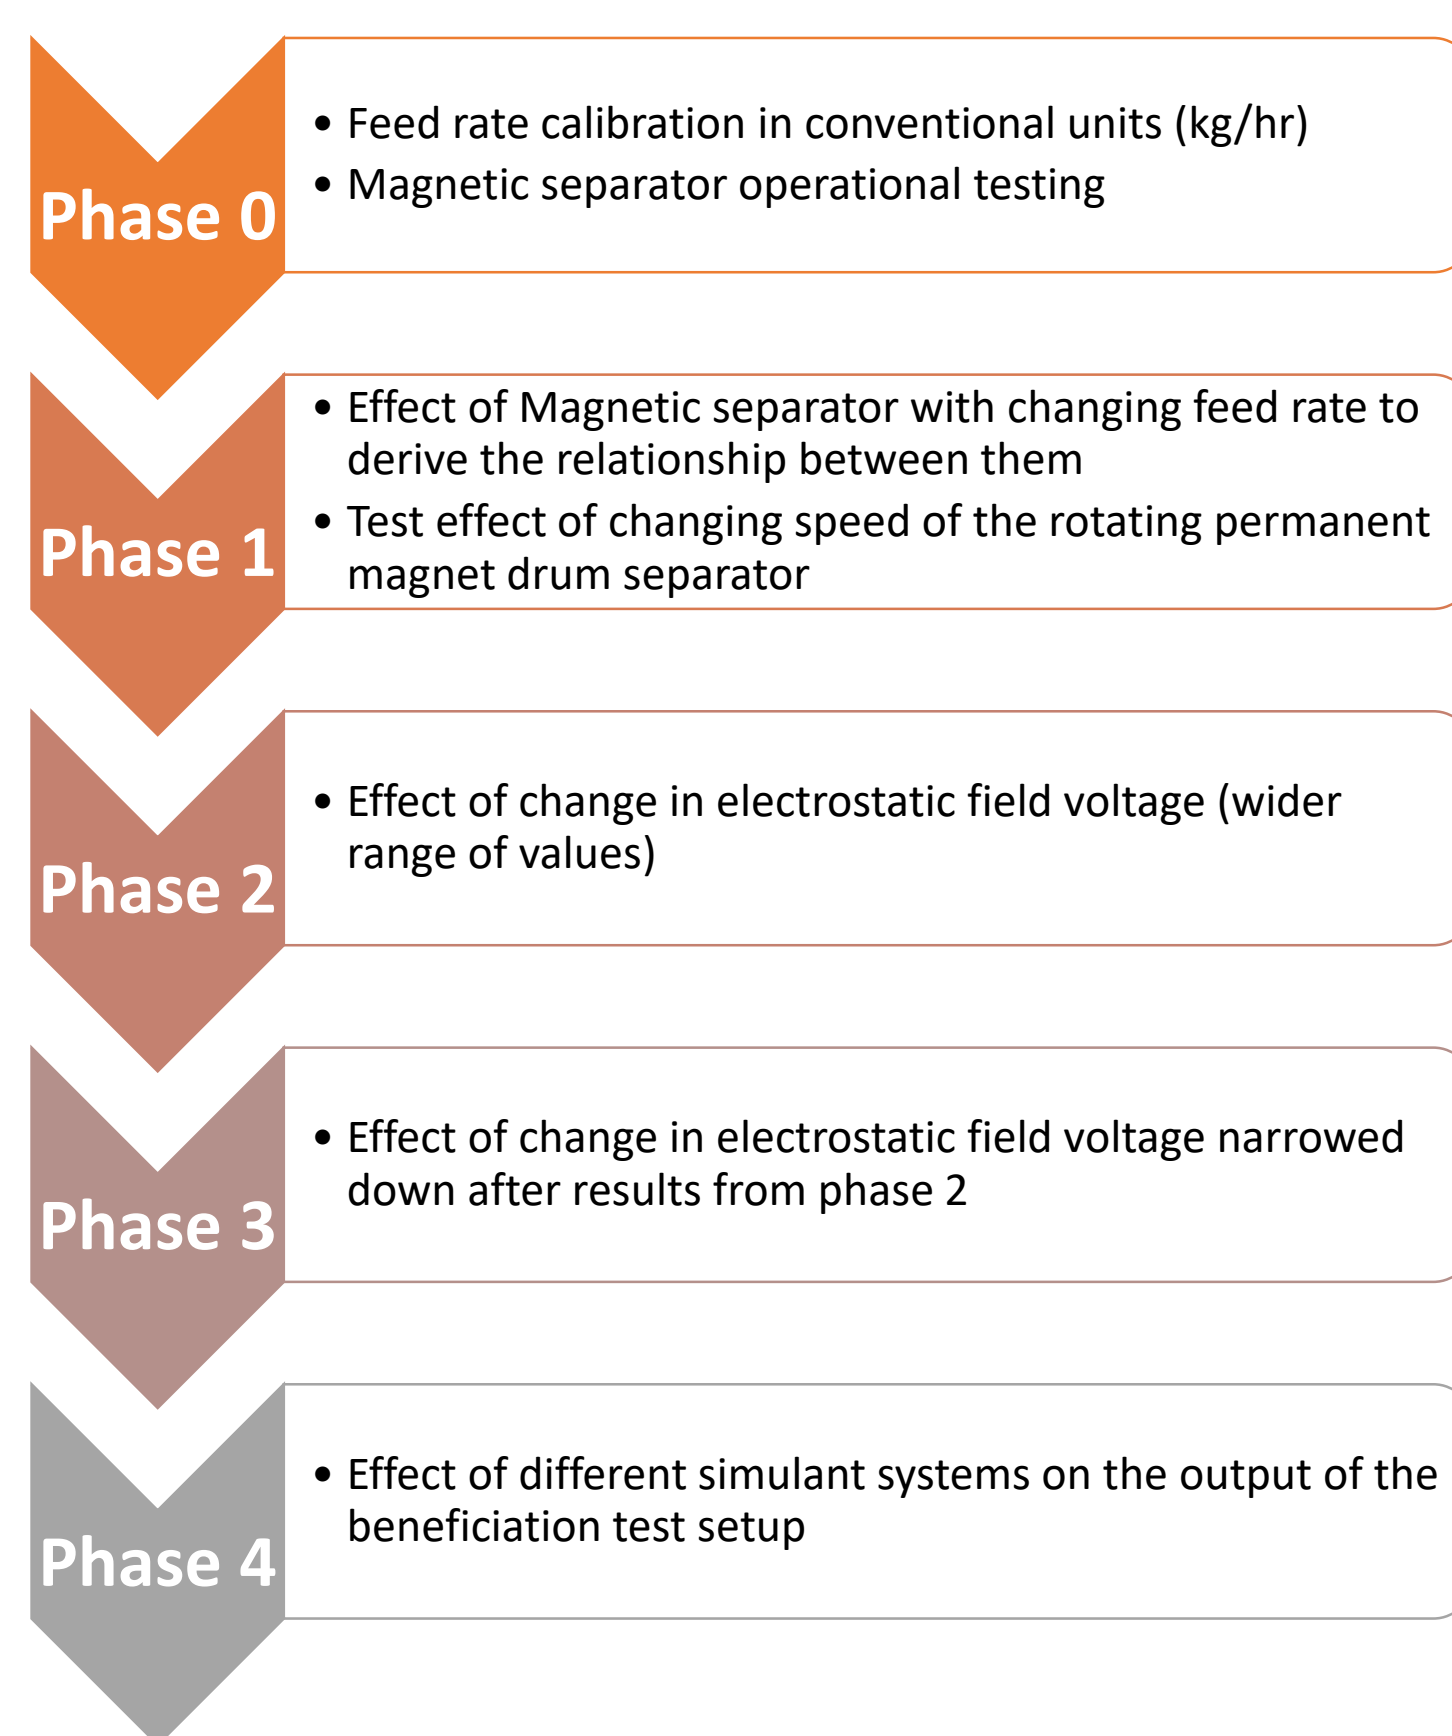 Phase 0
• Feed rate calibration in conventional units (kg/hr)
• Magnetic separator operational testing
Phase 1
• Effect of Magnetic separator with changing feed rate to
derive the relationship between them
• Test effect of changing speed of the rotating permanent
magnet drum separator
Phase 2
• Effect of change in electrostatic field voltage (wider
range of values)
Phase 3
• Effect of change in electrostatic field voltage narrowed
down after results from phase 2
Phase 4
• Effect of different simulant systems on the output of the
beneficiation test setup